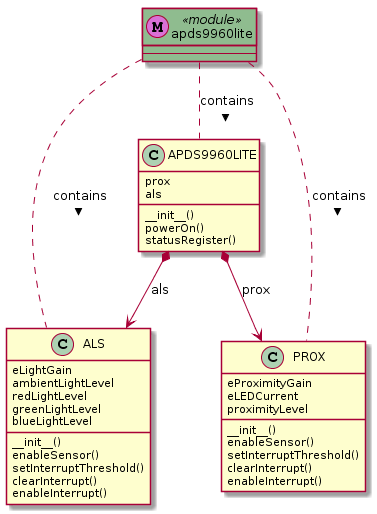 M «module»
apds9960lite
contains
contains
contains
C APDS9960LITE
prox
als
__init__()
powerOn()
statusRegister()
als
prox
C ALS
eLightGain
ambientLightLevel
redLightLevel
greenLightLevel
blueLightLevel
__init__()
enableSensor()
setInterruptThreshold()
clearInterrupt()
enableInterrupt()
C PROX
eProximityGain
eLEDCurrent
proximityLevel
__init__()
enableSensor()
setInterruptThreshold()
clearInterrupt()
enableInterrupt()